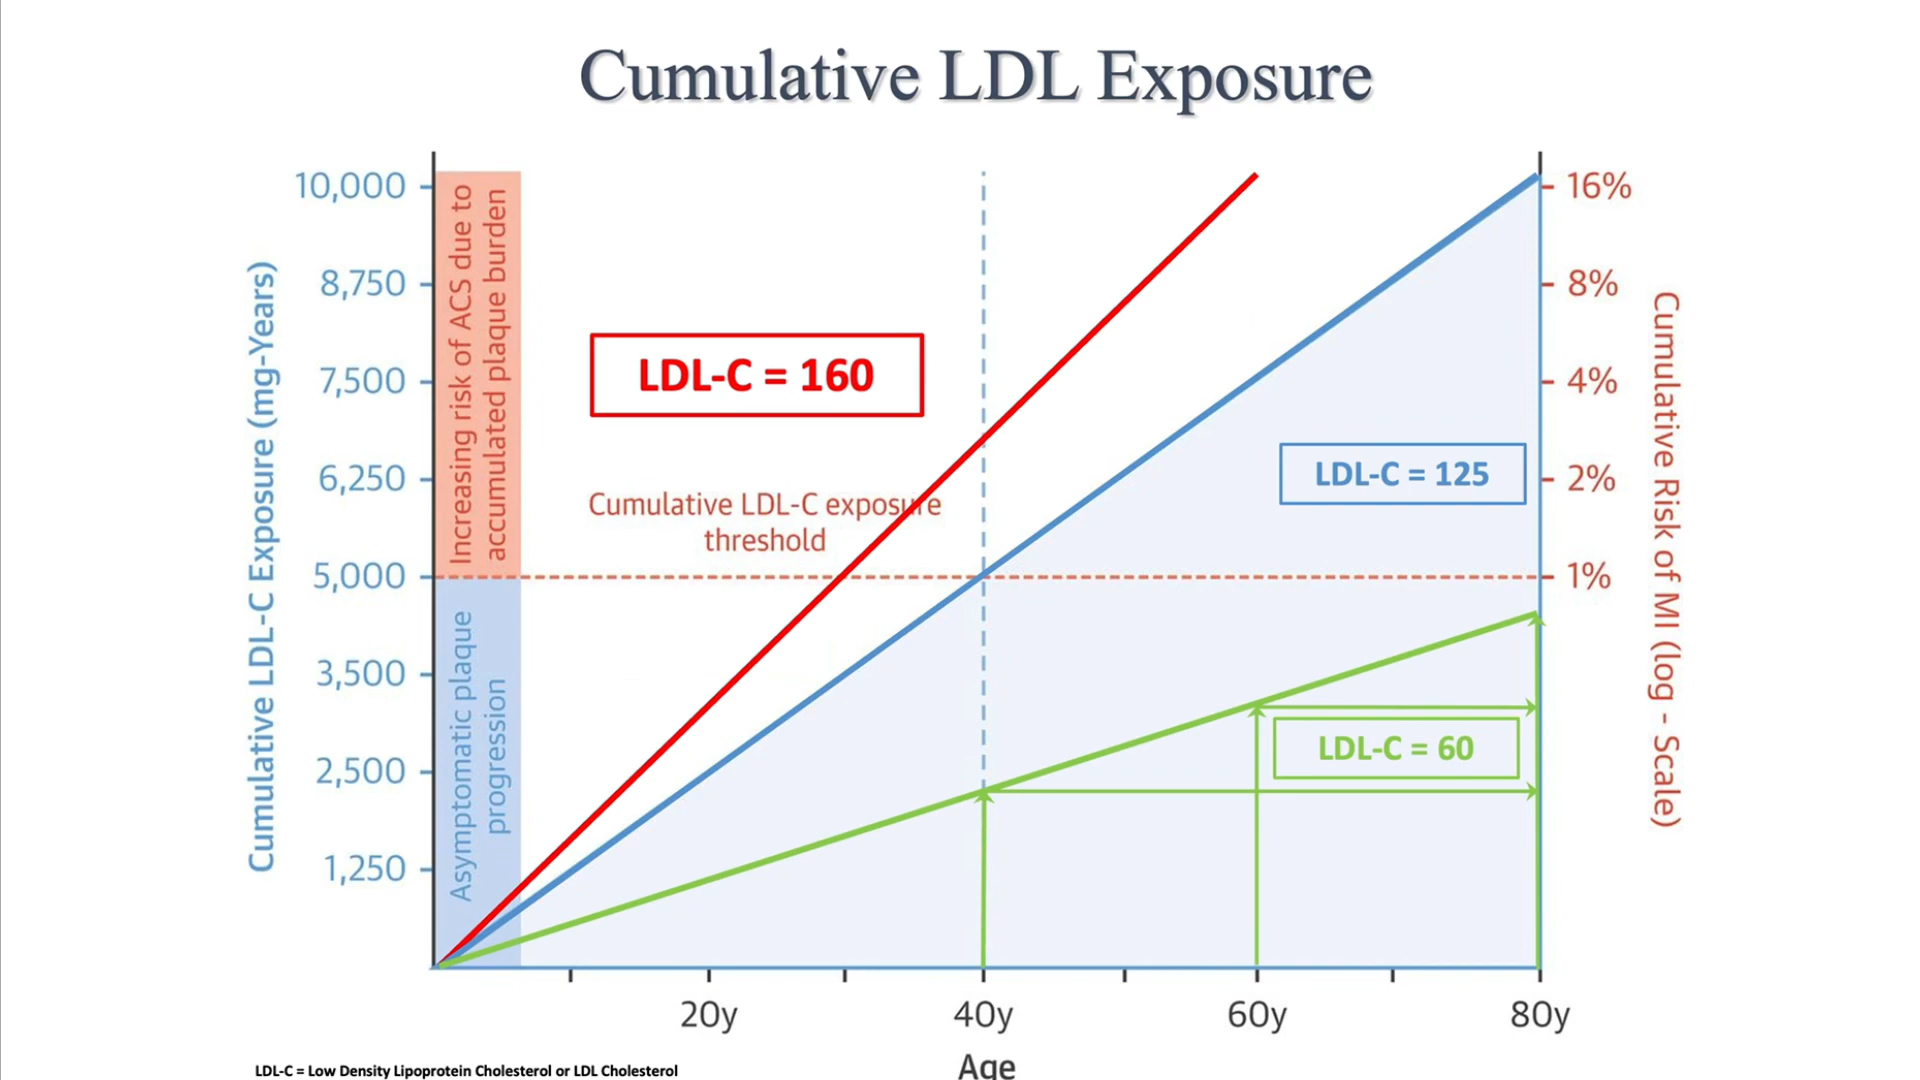 Cumulative LDL Exposure
Cumulative LDL-C Exposure (mg-Years)
10,000
8,750
7,500
6,250
5,000
3,500
2,500
1,250
Increasing risk of ACS due to
accumulated plaque burden
Asymptomatic plaque
progression
LDL-C = 160
Cumulative LDL-C exposure
threshold
LDL-C = 125
LDL-C = 60
16%
8%
4%
2%
1%
Cumulative Risk of MI (log - Scale)
20y
40y
60y
80y
Age
LDL-C = Low Density Lipoprotein Cholesterol or LDL Cholesterol